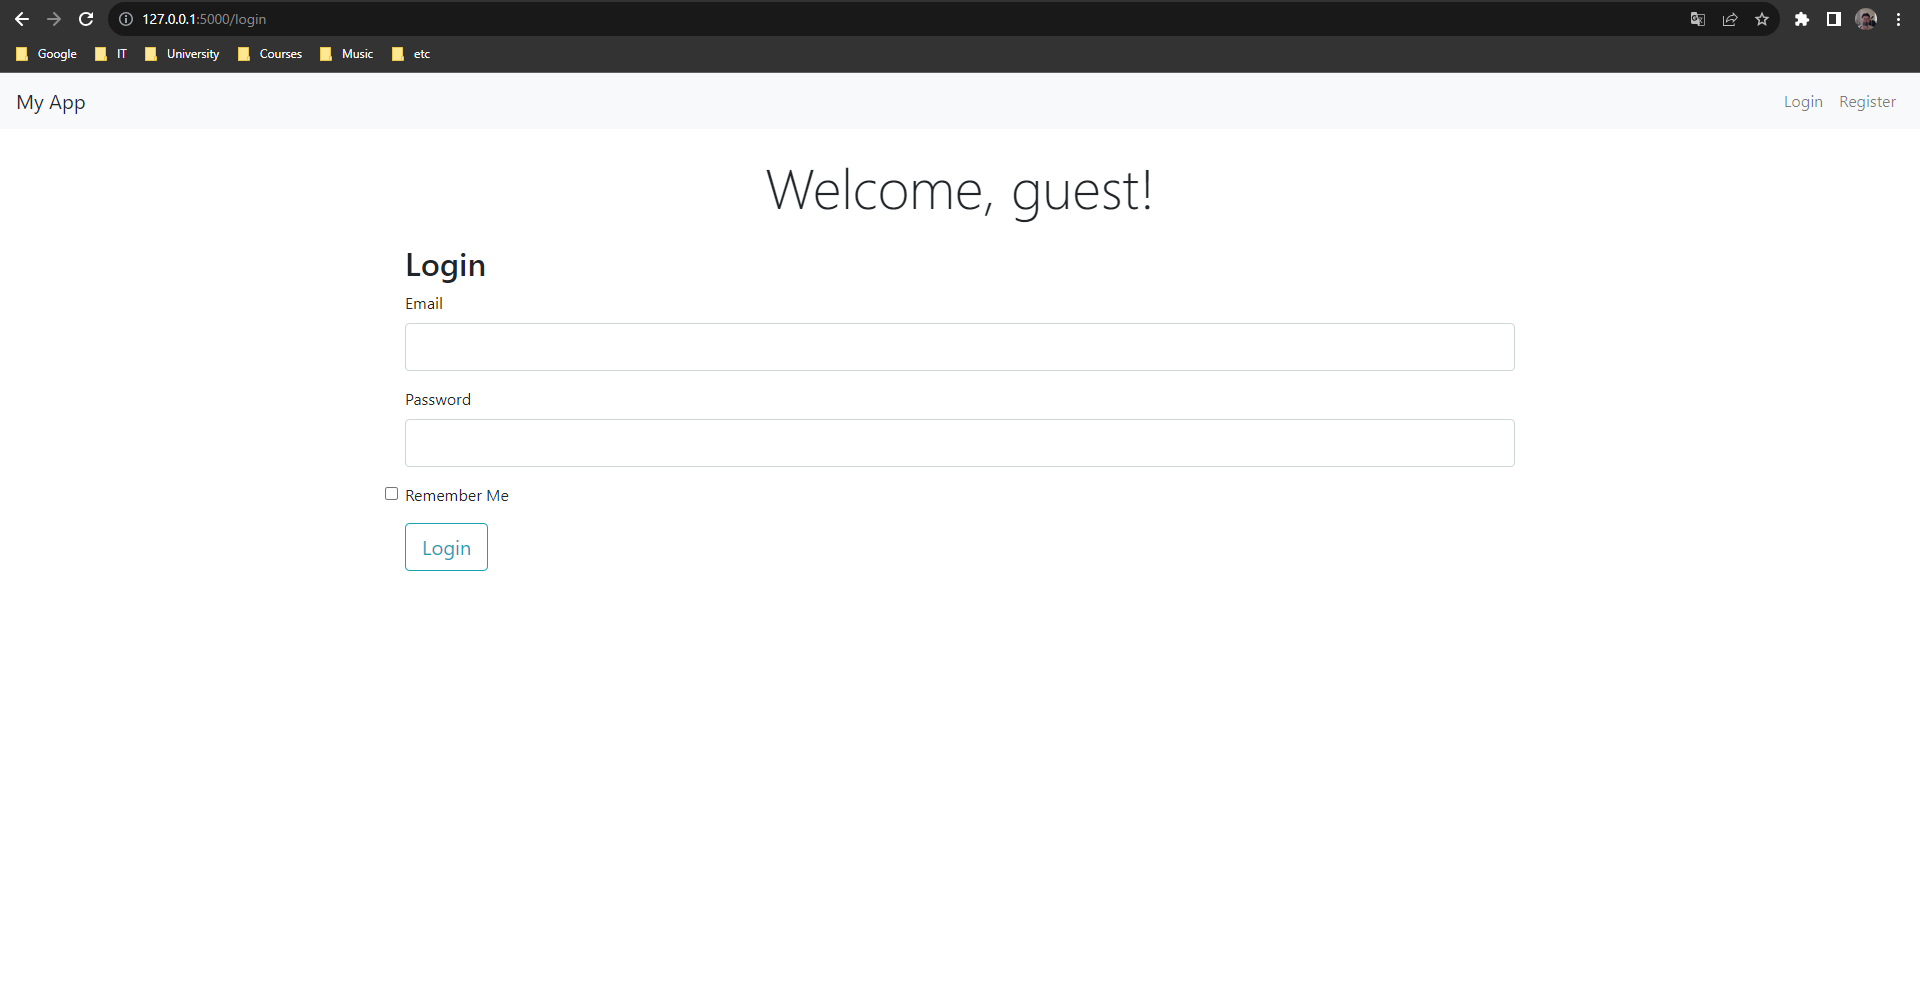 127.0.0.1:5000/login
Google IT University Courses Music etc
My App Login Register
Welcome, guest!
Login
Email
Password
Remember Me
Login